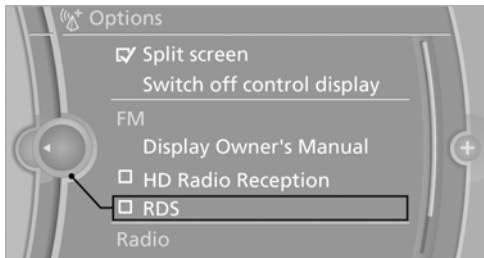 Options
Split screen
Switch off control display
FM
Display Owner's Manual
HD Radio Reception
RDS
Radio